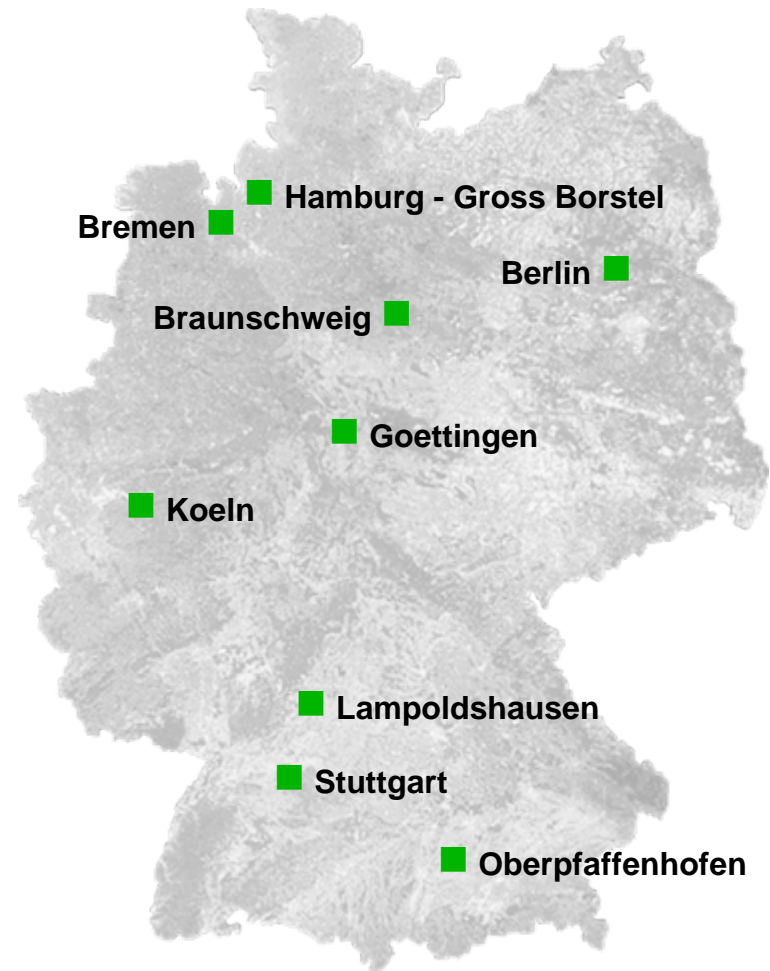 Hamburg - Gross Borstel
Bremen
Berlin
Braunschweig
Goettingen
Koeln
Lampoldshausen
Stuttgart
Oberpfaffenhofen